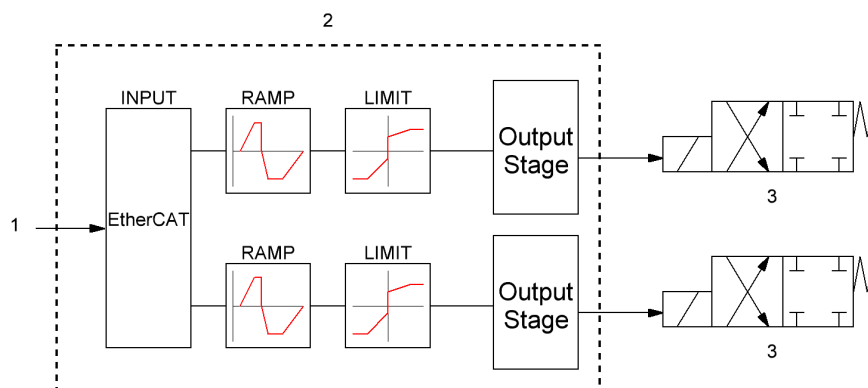 2
INPUT
RAMP
LIMIT
Output
Stage
3
1
EtherCAT
RAMP
LIMIT
Output
Stage
3